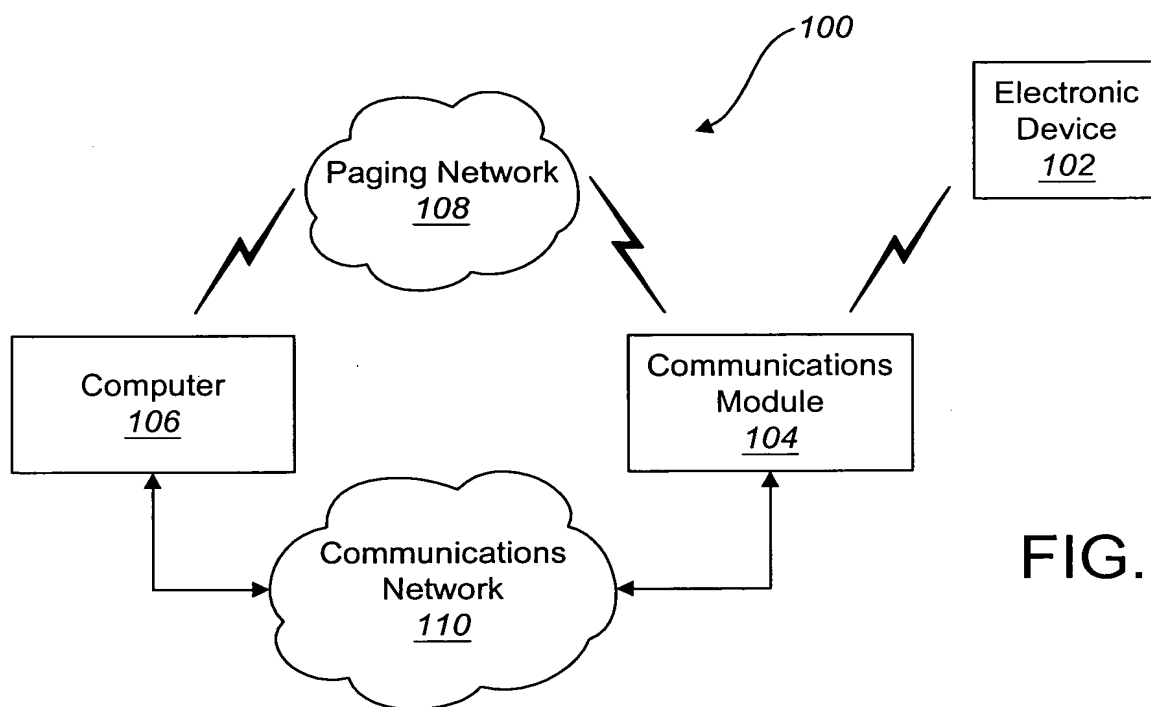 100
Electronic
Device
102
Paging Network
108
Computer
106
Communications
Module
104
Communications
Network
110
FIG.